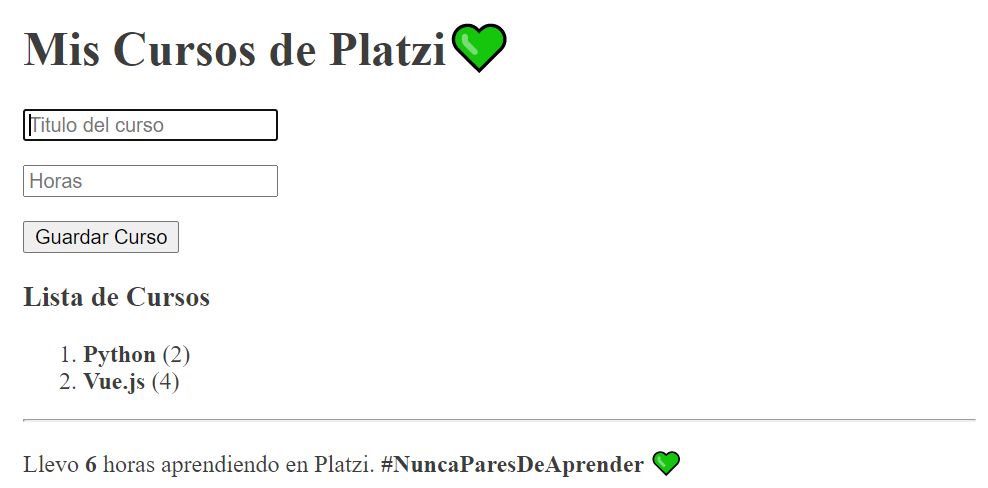 Mis Cursos de Platzi💚
Titulo del curso
Horas
Guardar Curso
Lista de Cursos
1. Python (2)
2. Vue.js (4)
Llevo 6 horas aprendiendo en Platzi. #NuncaParesDeAprender 💚